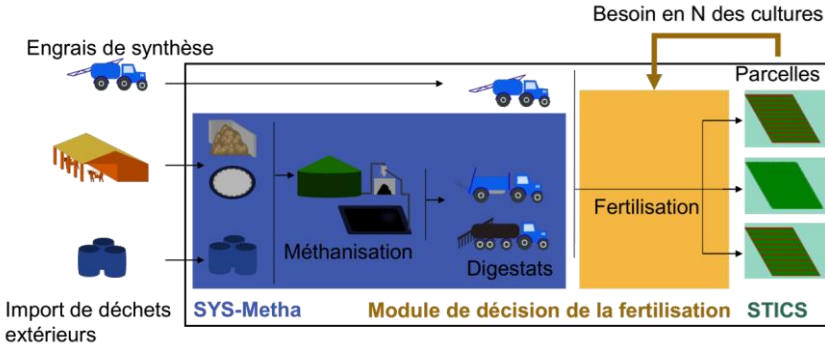 Besoin en N des cultures
Engrais de synthèse
Parcelles
Fertilisation
Méthanisation
Digestats
Import de déchets
extérieurs
SYS-Metha
Module de décision de la fertilisation
STICS